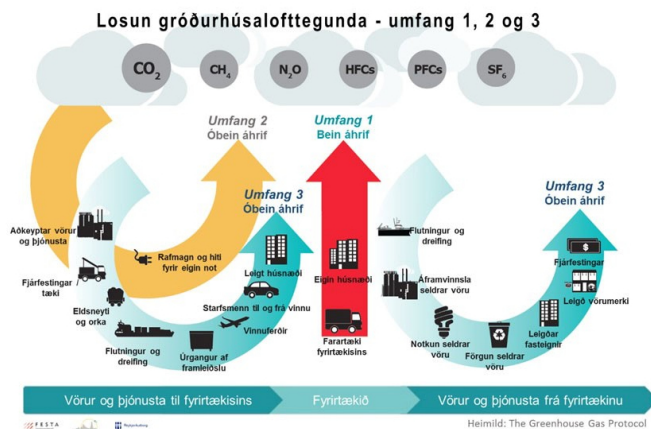 Losun gróðurhúsalofttegunda - umfang 1, 2 og 3
CO2
CH4
N2O
HFCs
PFCs
SF6
Umfang 2
Óbein áhrif
Umfang 1
Bein áhrif
Umfang 3
Óbein áhrif
Umfang 3
Óbein áhrif
Aðkeyptar vörur
og þjónusta
Fjárfestingar
tæki
Eldsneyti
og orka
Flutningur og
dreifing
Úrgangur af
framleiðslu
Vinnuferðir
Starfsmenn til og frá vinnu
Leigt húsnæði
Rafmagn og hiti
fyrir eigin not
Eigin húsnæði
Farartæki
fyrirtækisins
Flutningur og
dreifing
Áframvinnsla
seldrar vöru
Notkun seldrar
vöru
Förgun seldrar
vöru
Leigðar
fasteignir
Leigð vörumerki
Fjárfestingar
Vörur og þjónusta til fyrirtækisins
Fyrirtækið
Vörur og þjónusta frá fyrirtækinu
FESTA
Reykjavíkurborg
Heimild: The Greenhouse Gas Protocol